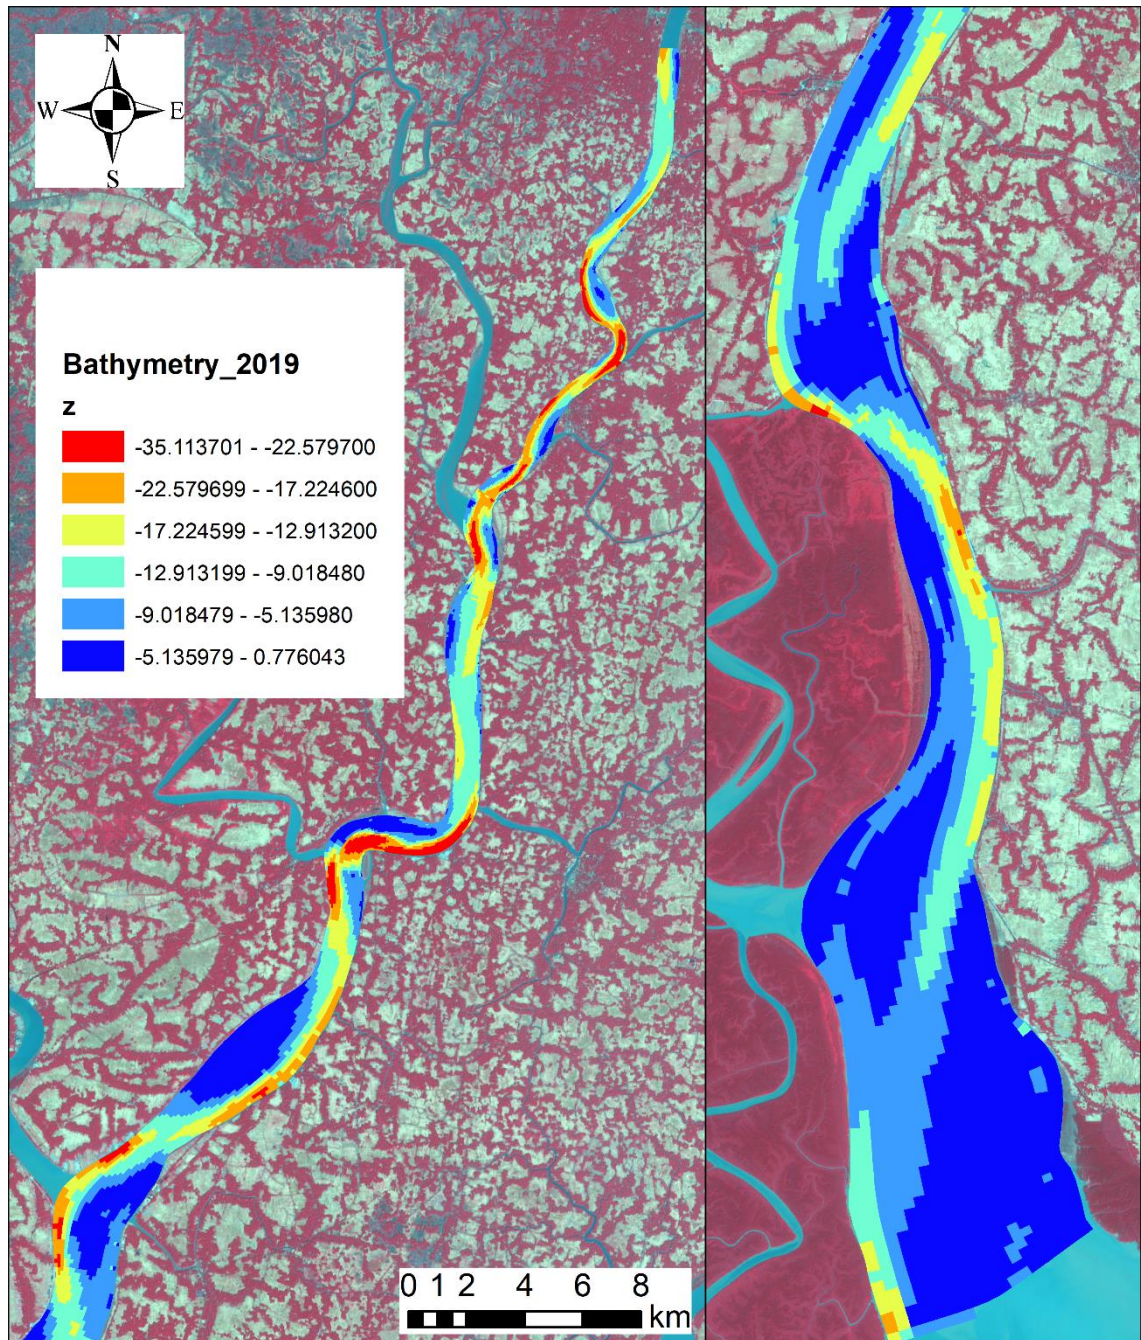 N
W E
S
Bathymetry_2019
z
-35.113701 - -22.579700
-22.579699 - -17.224600
-17.224599 - -12.913200
-12.913199 - -9.018480
-9.018479 - -5.135980
-5.135979 - 0.776043
0 1 2 4 6 8
km